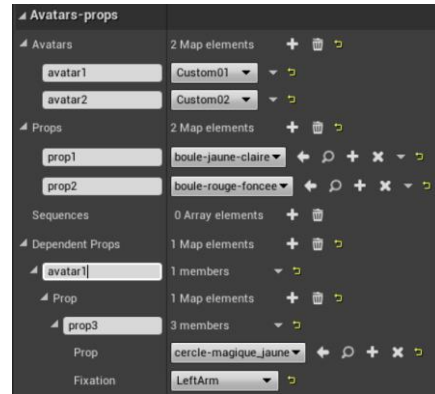 Avatars-props
Avatars 2 Map elements
avatar1 Custom01
avatar2 Custom02
Props 2 Map elements
prop1 boule-jaune-claire
prop2 boule-rouge-foncee
Sequences 0 Array elements
Dependent Props 1 Map elements
avatar1 1 members
Prop 1 Map elements
prop3 3 members
Prop cercle-magique_jaune
Fixation LeftArm